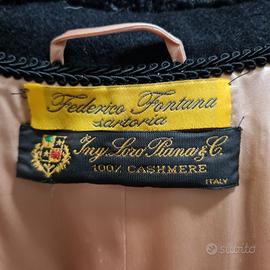 Federico Fontana
sartoria
Ing. Loro Piana & C.
100% CASHMERE
ITALY
subito